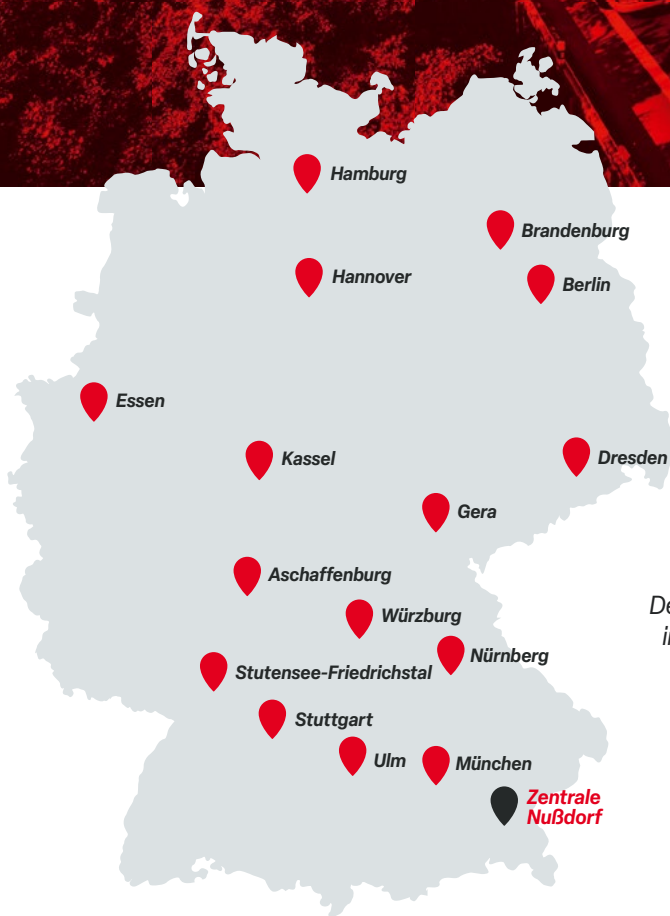 Hamburg
Brandenburg
Hannover
Berlin
Essen
Kassel
Dresden
Gera
Aschaffenburg
Würzburg
Nürnberg
Stutensee-Friedrichstal
Stuttgart
Ulm
München
Zentrale
Nußdorf